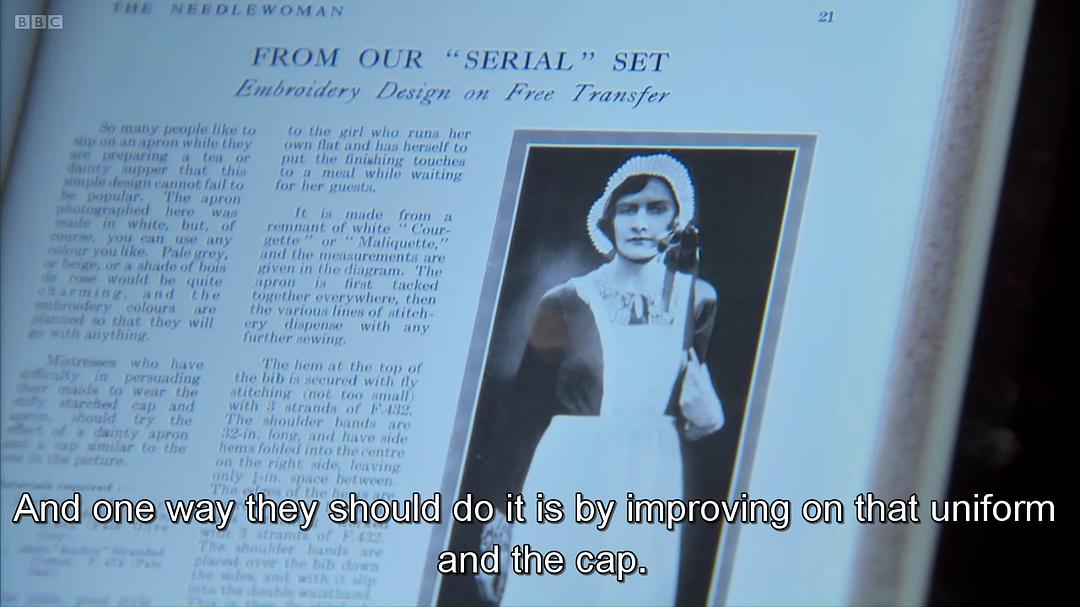 BBC
THE NEEDLEWOMAN
21
FROM OUR "SERIAL" SET
Embroidery Design on Free Transfer
So many people like to
slip on an apron while they
are preparing a tea or
dainty supper that this
simple design cannot fail to
be popular. The apron
photographed here was
made in white, but, of
course, you can use any
colour you like. Pale grey,
or beige, or a shade of bois
de rose would be quite
charming, and the
embroidery colours are
planned so that they will
go with anything.
Mistresses who have
difficulty in persuading
their maids to wear the
stiffly starched cap and
apron, should try the
effect of a dainty apron
and a cap similar to the
one in the picture.
Materials required
to the girl who runs her
own flat and has herself to
put the finishing touches
to a meal while waiting
for her guests.
It is made from a
remnant of white "Cour-
gette" or "Maliquette,"
and the measurements are
given in the diagram. The
apron is first tacked
together everywhere, then
the various lines of stitch-
ery dispense with any
further sewing.
The hem at the top of
the bib is secured with fly
stitching (not too small)
with 3 strands of F.432.
The shoulder bands are
32-in. long, and have side
hems folded into the centre
on the right side, leaving
only ½-in. space between.
The edges of the hems are
with 3 strands of F.432.
The shoulder bands are
placed over the bib down
the sides, and with it slip
into the double waistband.
And one way they should do it is by improving on that uniform
and the cap.